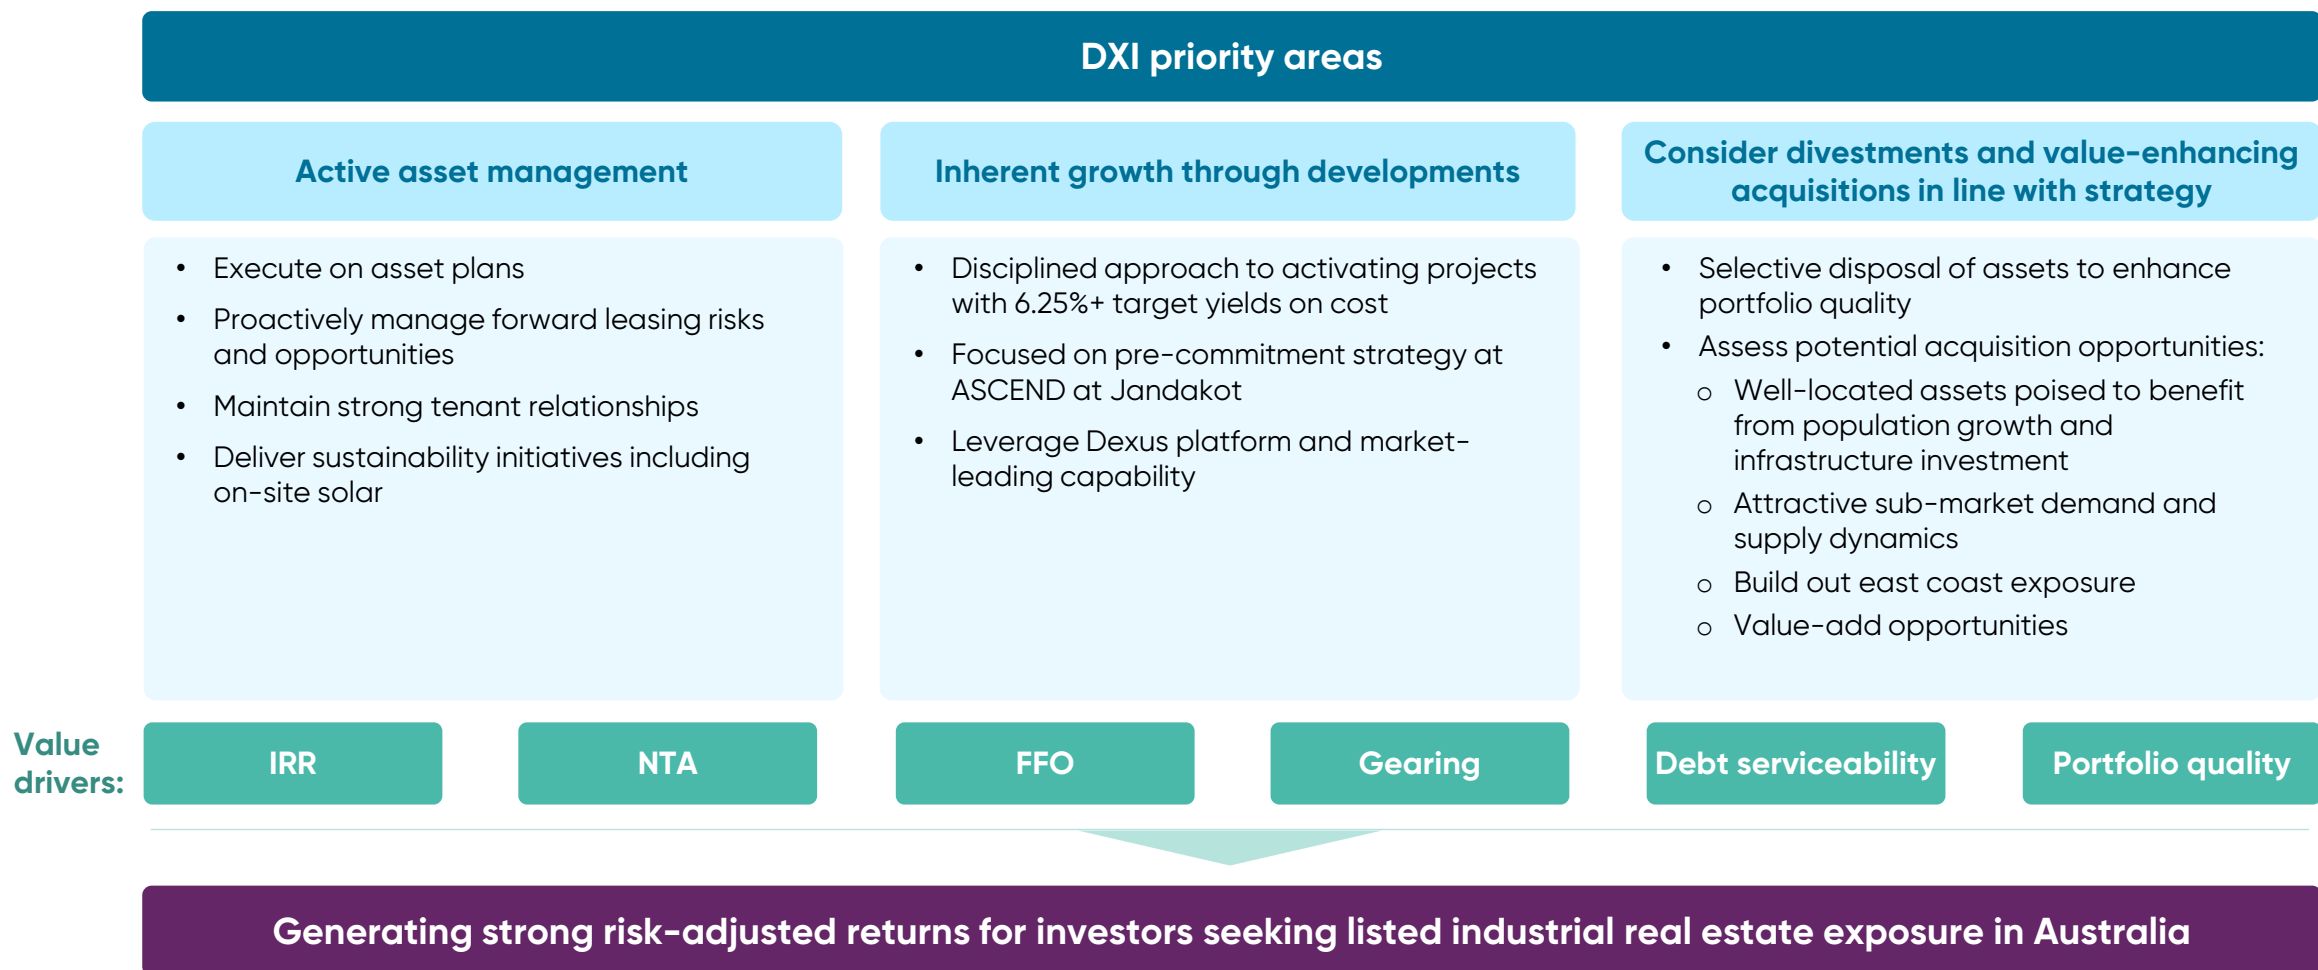 DXI priority areas
Active asset management
• Execute on asset plans
• Proactively manage forward leasing risks
and opportunities
• Maintain strong tenant relationships
• Deliver sustainability initiatives including
on-site solar
Inherent growth through developments
• Disciplined approach to activating projects
with 6.25%+ target yields on cost
• Focused on pre-commitment strategy at
ASCEND at Jandakot
• Leverage Dexus platform and market-
leading capability
Consider divestments and value-enhancing
acquisitions in line with strategy
• Selective disposal of assets to enhance
portfolio quality
• Assess potential acquisition opportunities:
o Well-located assets poised to benefit
from population growth and
infrastructure investment
o Attractive sub-market demand and
supply dynamics
o Build out east coast exposure
o Value-add opportunities
Value
drivers:
IRR
NTA
FFO
Gearing
Debt serviceability
Portfolio quality
Generating strong risk-adjusted returns for investors seeking listed industrial real estate exposure in Australia